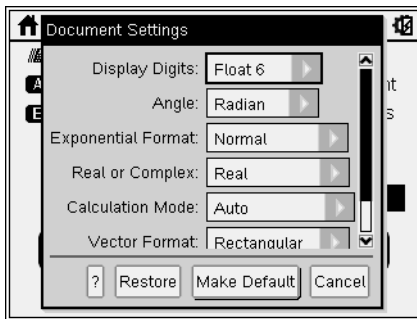 Document Settings
Display Digits: Float 6
Angle: Radian
Exponential Format: Normal
Real or Complex: Real
Calculation Mode: Auto
Vector Format: Rectangular
? Restore Make Default Cancel